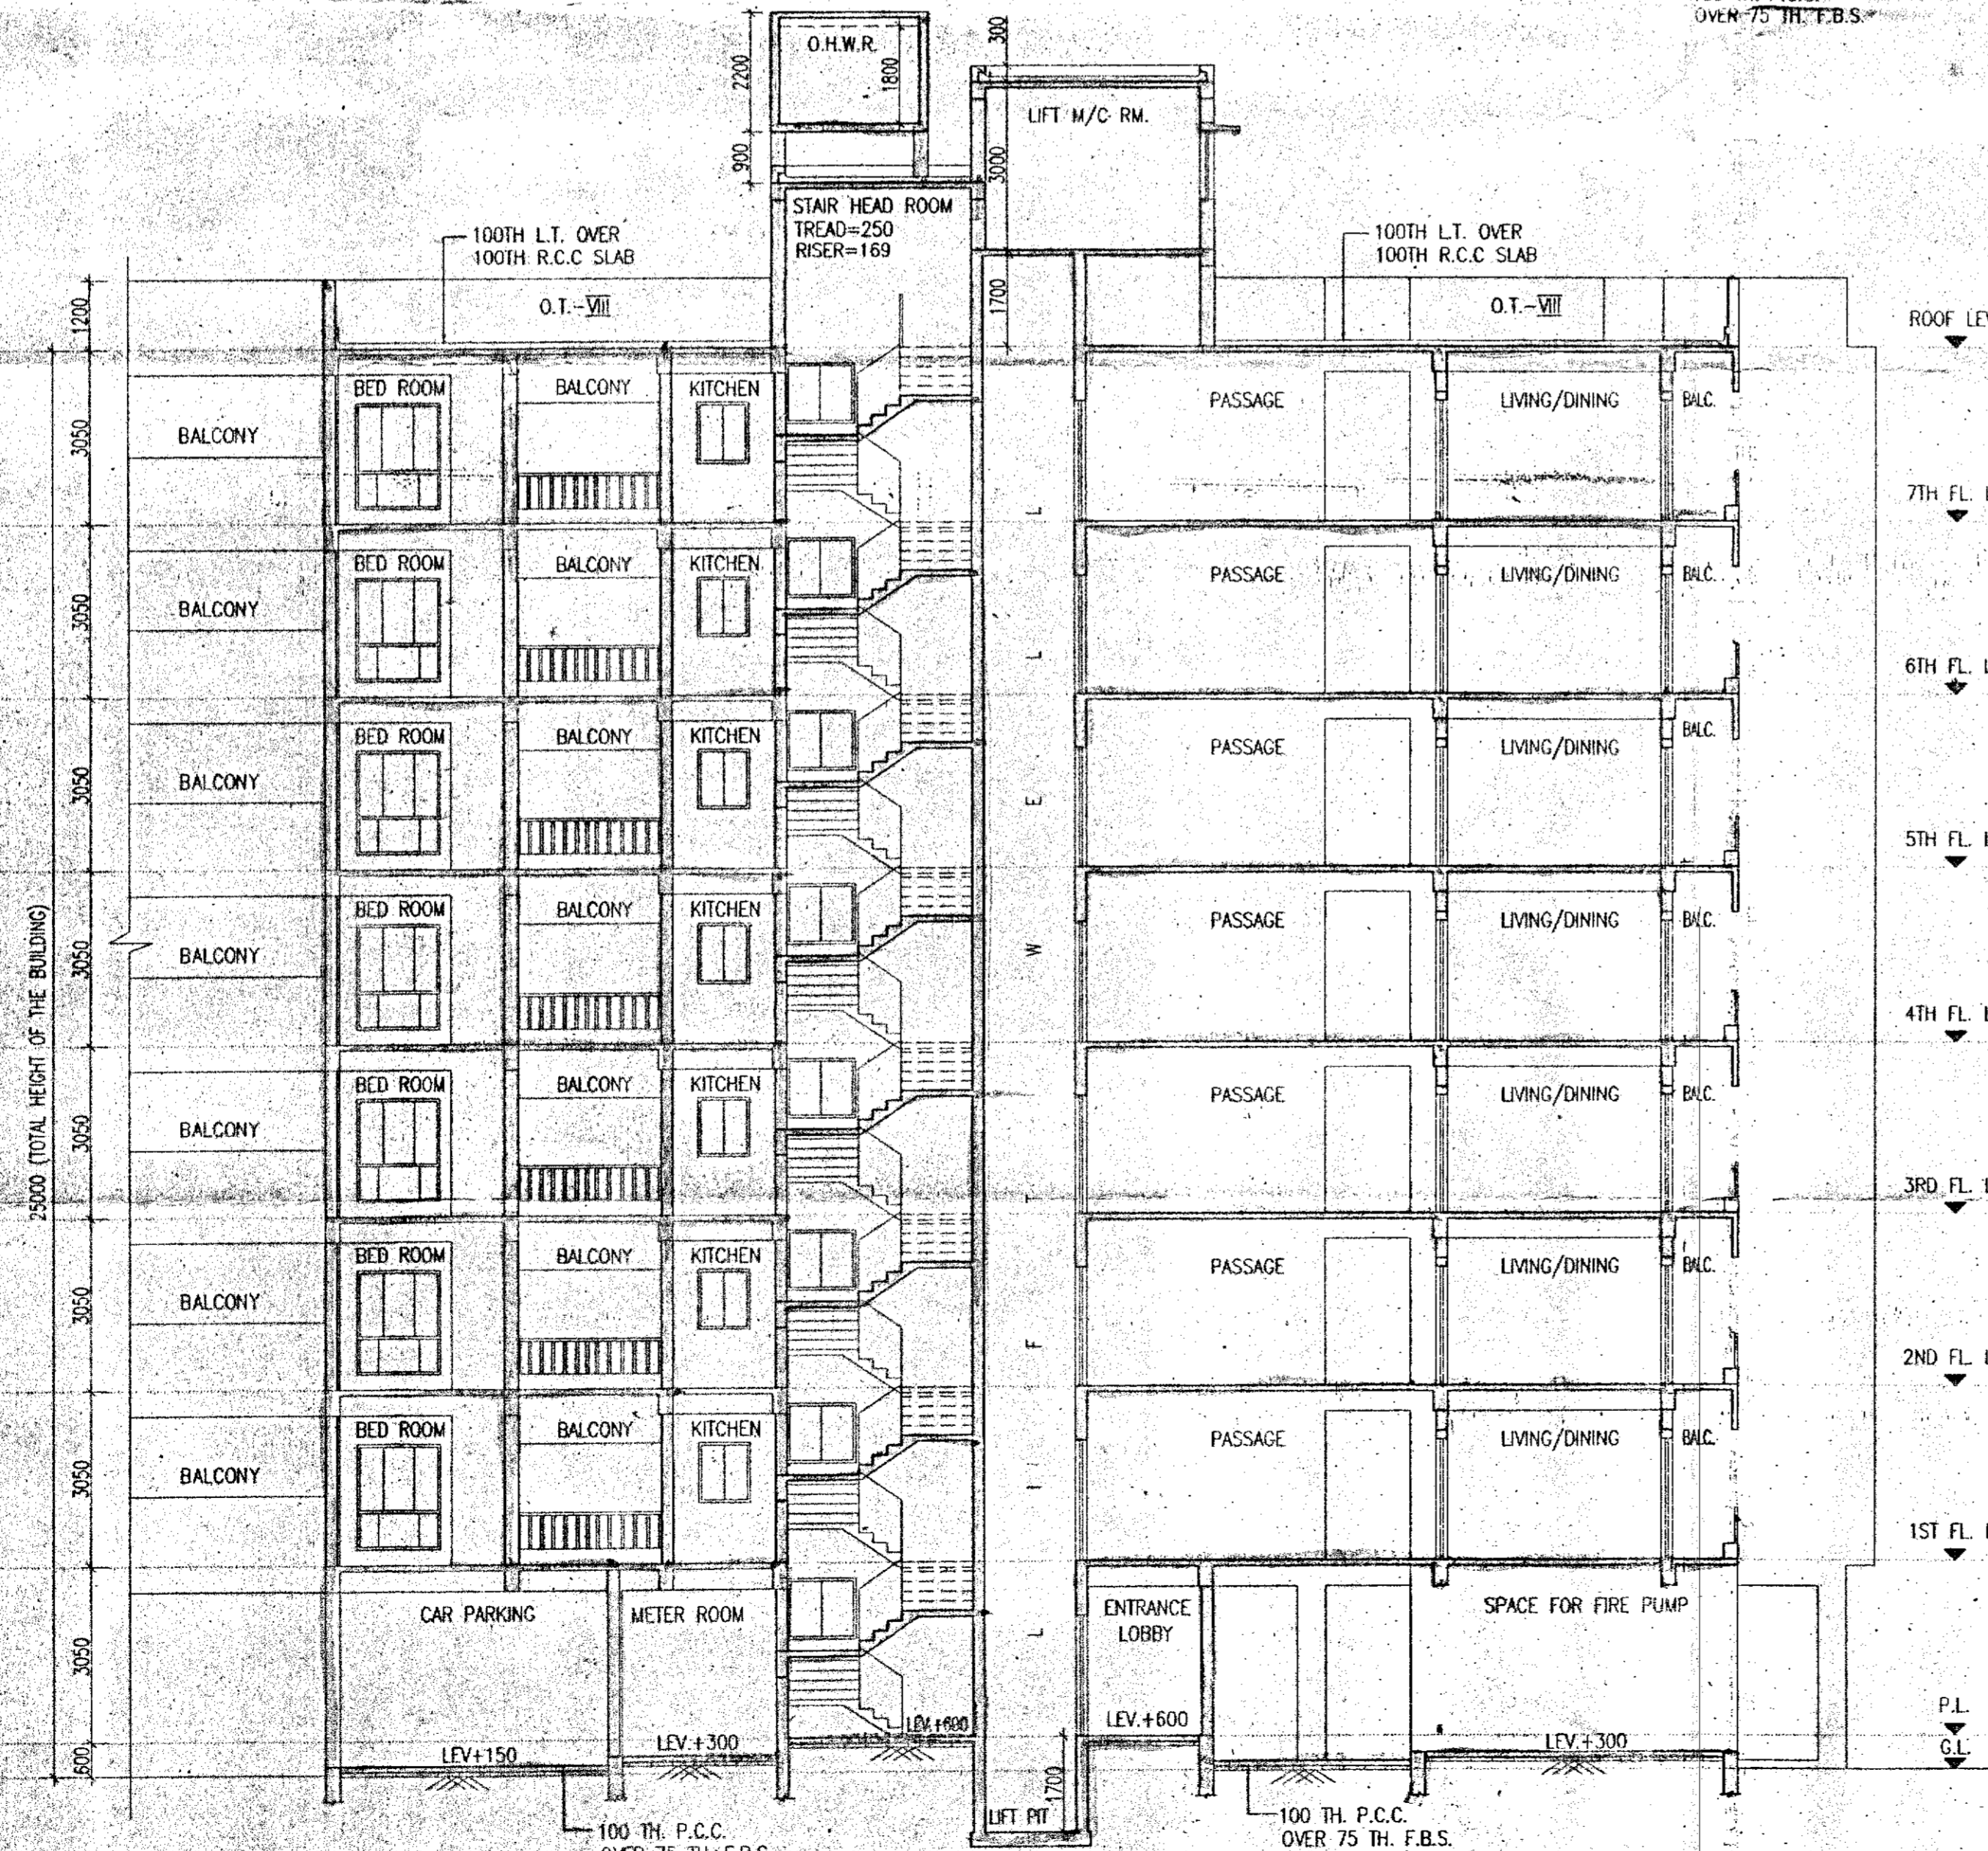 OVER 75 TH. F.B.S.
O.H.W.R.
2200
1800
300
900
LIFT M/C RM.
3000
STAIR HEAD ROOM
TREAD=250
RISER=169
100TH L.T. OVER
100TH R.C.C SLAB
100TH L.T. OVER
100TH R.C.C SLAB
1200
O.T.-VIII
1700
O.T.-VIII
ROOF LEV
3050
BALCONY
BED ROOM
BALCONY
KITCHEN
PASSAGE
LIVING/DINING
BALC.
7TH FL.
3050
BALCONY
BED ROOM
BALCONY
KITCHEN
PASSAGE
LIVING/DINING
BALC.
6TH FL.
3050
BALCONY
BED ROOM
BALCONY
KITCHEN
PASSAGE
LIVING/DINING
BALC.
5TH FL.
3050
BALCONY
BED ROOM
BALCONY
KITCHEN
PASSAGE
LIVING/DINING
BALC.
4TH FL.
3050
BALCONY
BED ROOM
BALCONY
KITCHEN
PASSAGE
LIVING/DINING
BALC.
3RD FL.
3050
BALCONY
BED ROOM
BALCONY
KITCHEN
PASSAGE
LIVING/DINING
BALC.
2ND FL.
3050
BALCONY
BED ROOM
BALCONY
KITCHEN
PASSAGE
LIVING/DINING
BALC.
1ST FL.
25000 (TOTAL HEIGHT OF THE BUILDING)
LIFT WELL
3050
CAR PARKING
METER ROOM
ENTRANCE
LOBBY
SPACE FOR FIRE PUMP
600
LEV+150
LEV.+300
LEV.+600
LEV.+600
LEV.+300
P.L.
G.L.
1700
LIFT PIT
100 TH. P.C.C.
OVER 75 TH. F.B.S.
100 TH. P.C.C.
OVER 75 TH. F.B.S.